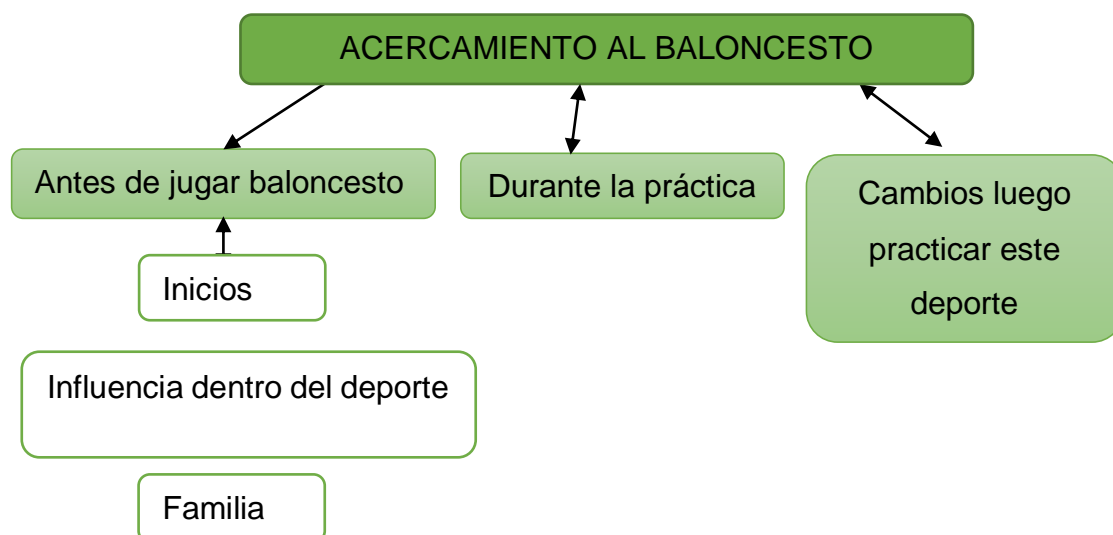 ACERCAMIENTO AL BALONCESTO
Antes de jugar baloncesto
Durante la práctica
Cambios luego
practicar este
deporte
Inicios
Influencia dentro del deporte
Familia